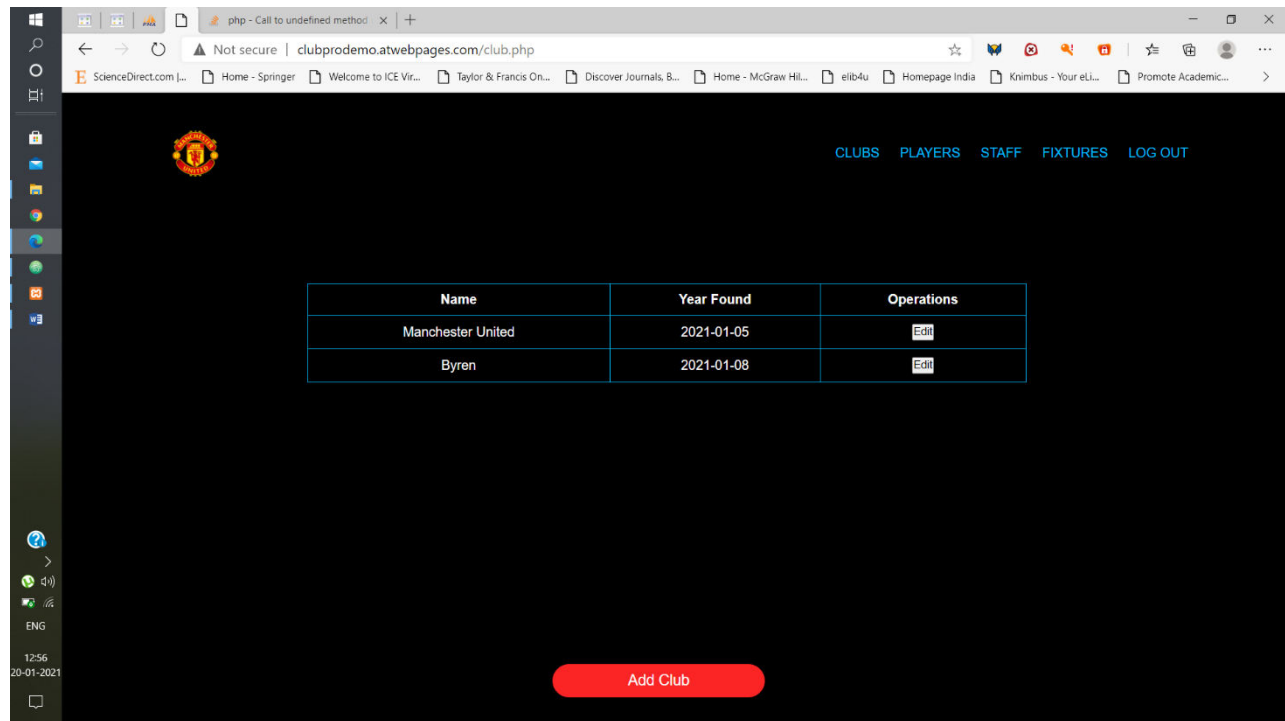 php - Call to undefined method
Not secure | clubprodemo.atwebpages.com/club.php
ScienceDirect.com |... Home - Springer Welcome to ICE Vir... Taylor & Francis On... Discover Journals, B... Home - McGraw Hil... elib4u Homepage India Knimbus - Your eLi... Promote Academic...
MANCHESTER
UNITED
CLUBS PLAYERS STAFF FIXTURES LOG OUT
Name Year Found Operations
Manchester United 2021-01-05 Edit
Byren 2021-01-08 Edit
Add Club
ENG
12:56
20-01-2021